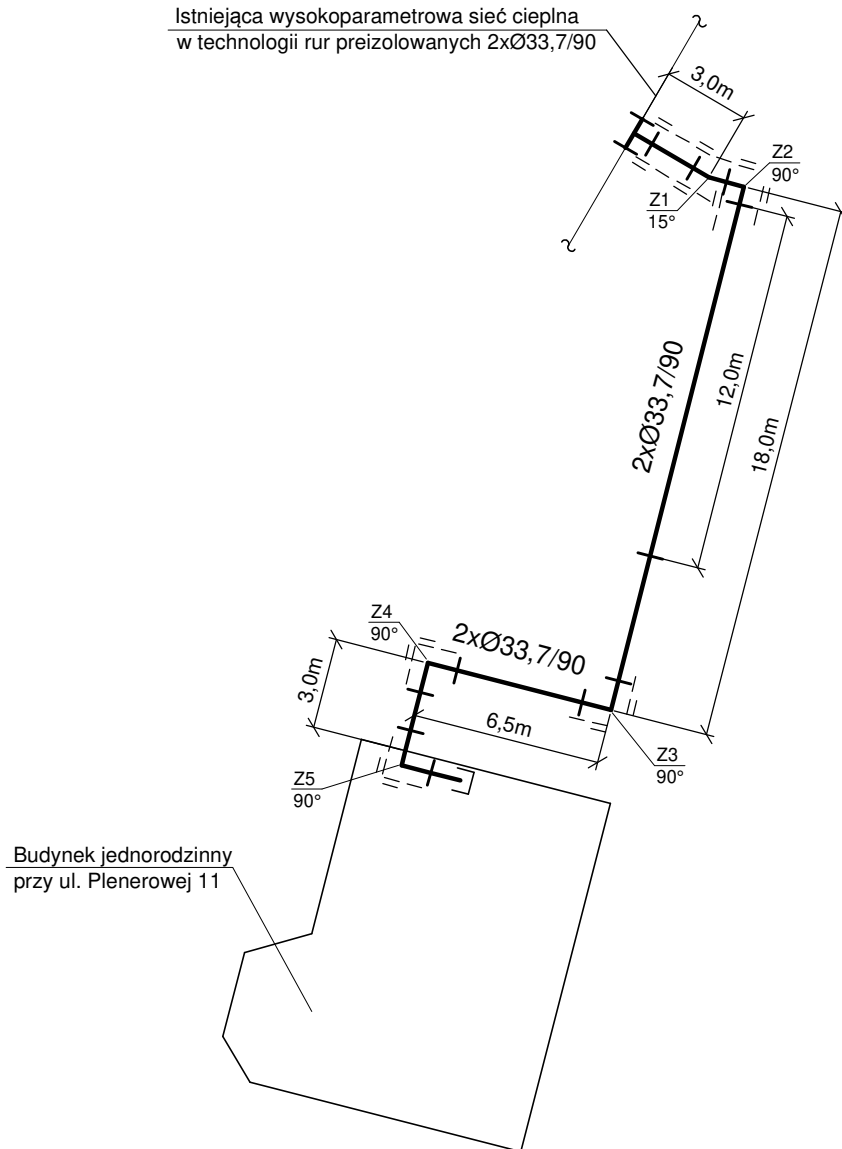 Istniejąca wysokoparametrowa sieć cieplna
w technologii rur preizolowanych 2xØ33,7/90
3,0m
Z2
90°
Z1
15°
2xØ33,7/90
12,0m
18,0m
Z4
90°
2xØ33,7/90
3,0m
6,5m
Z3
90°
Z5
90°
Budynek jednorodzinny
przy ul. Plenerowej 11